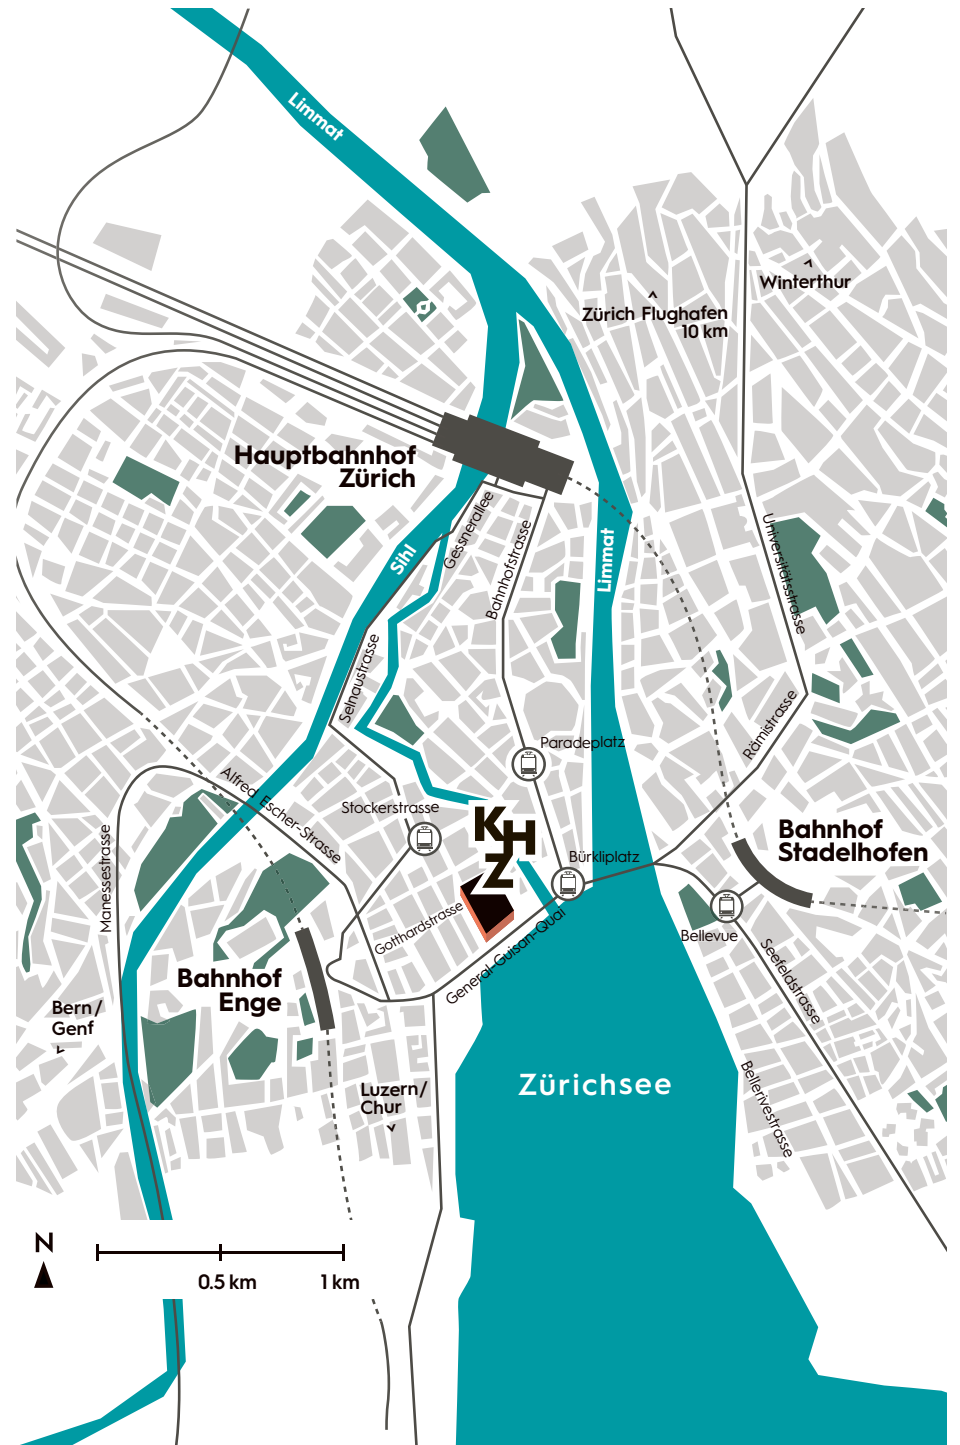 Limmat
Winterthur
Zürich Flughafen
10 km
Hauptbahnhof
Zürich
Gessnerallee
Bahnhofstrasse
Sihl
Limmat
Universitätsstrasse
Selnaustrasse
Rämistrasse
Paradeplatz
Alfred-Escher-Strasse
Stockerstrasse
KH
Z
Manessestrasse
Bürkliplatz
Bahnhof
Stadelhofen
Gotthardstrasse
General-Guisan-Quai
Bellevue
Seefeldstrasse
Bahnhof
Enge
Bern/
Genf
Zürichsee
Luzern/
Chur
Bellerivestrasse
N
0.5 km
1 km